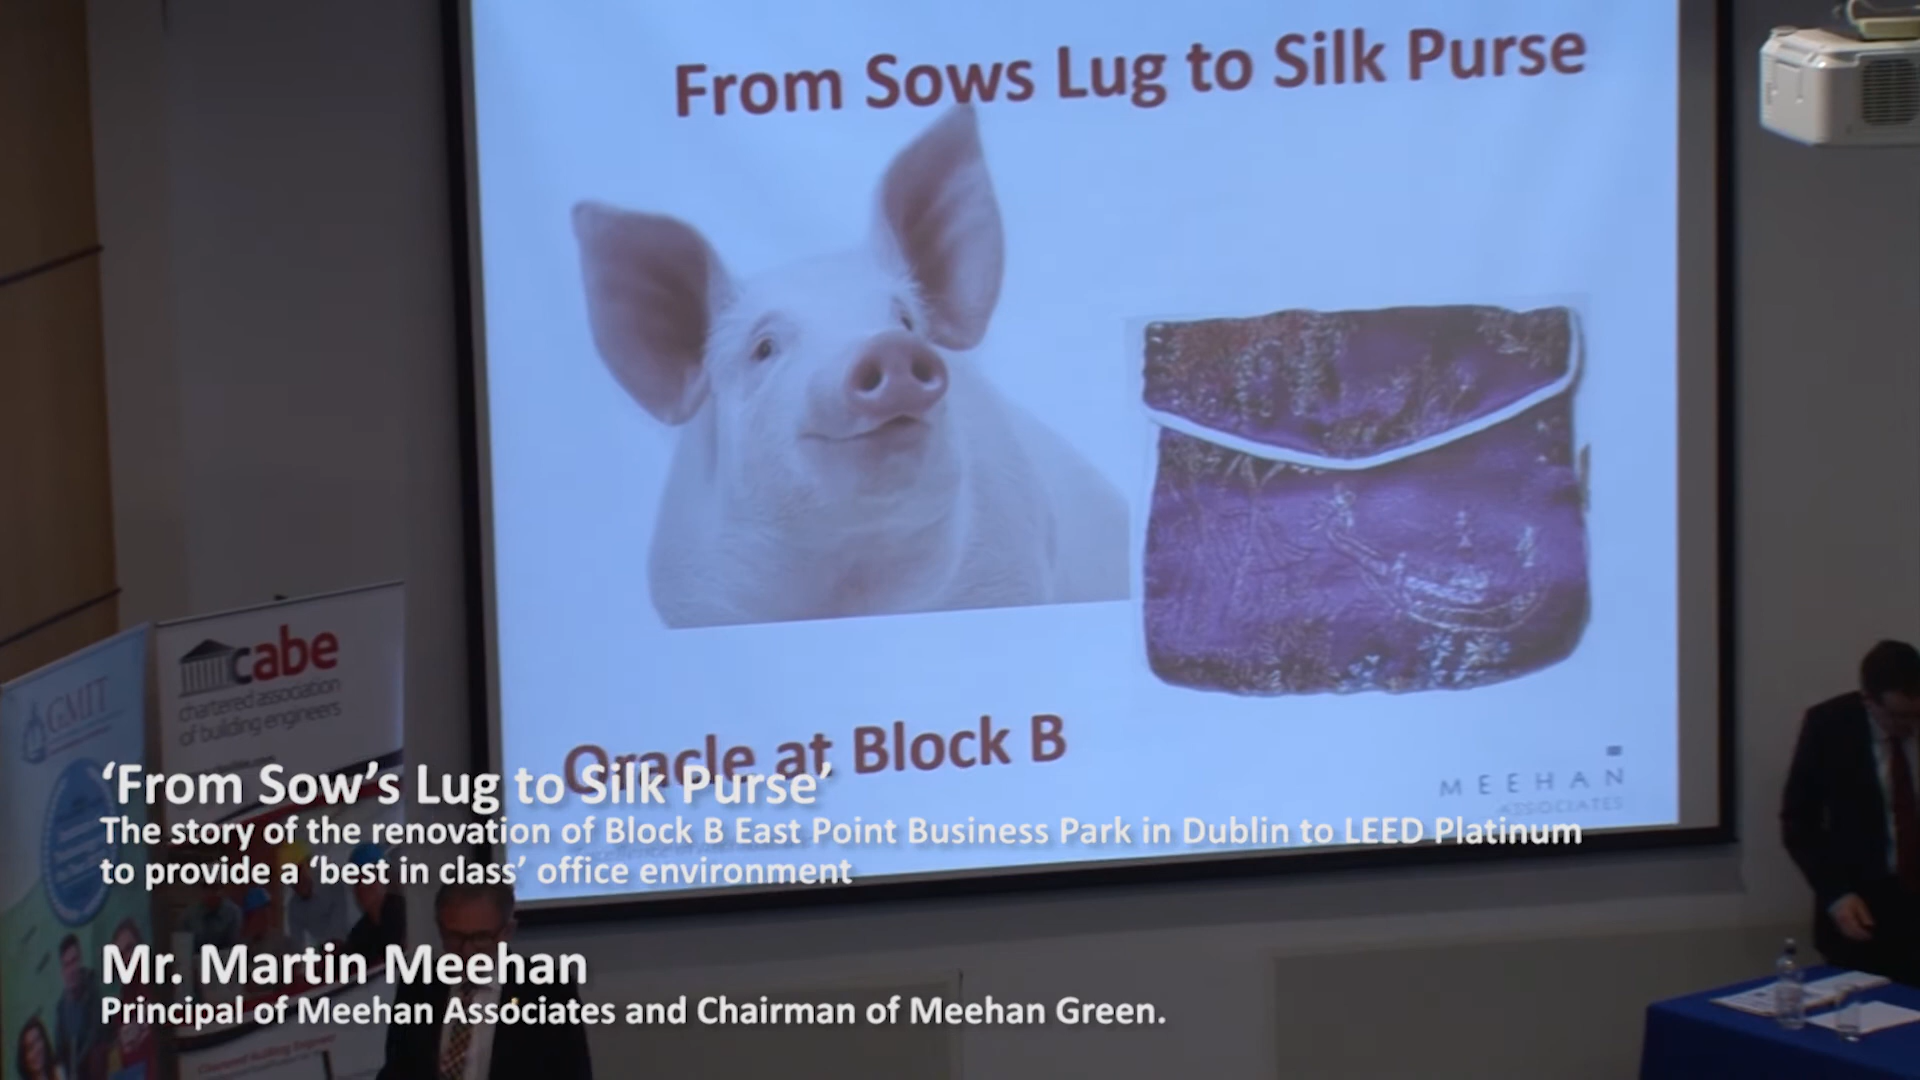 From Sows Lug to Silk Purse
Oracle at Block B
MEEHAN
ASSOCIATES
GMIT
cabe
chartered association
of building engineers
‘From Sow’s Lug to Silk Purse’
The story of the renovation of Block B East Point Business Park in Dublin to LEED Platinum
to provide a ‘best in class’ office environment
Mr. Martin Meehan
Principal of Meehan Associates and Chairman of Meehan Green.